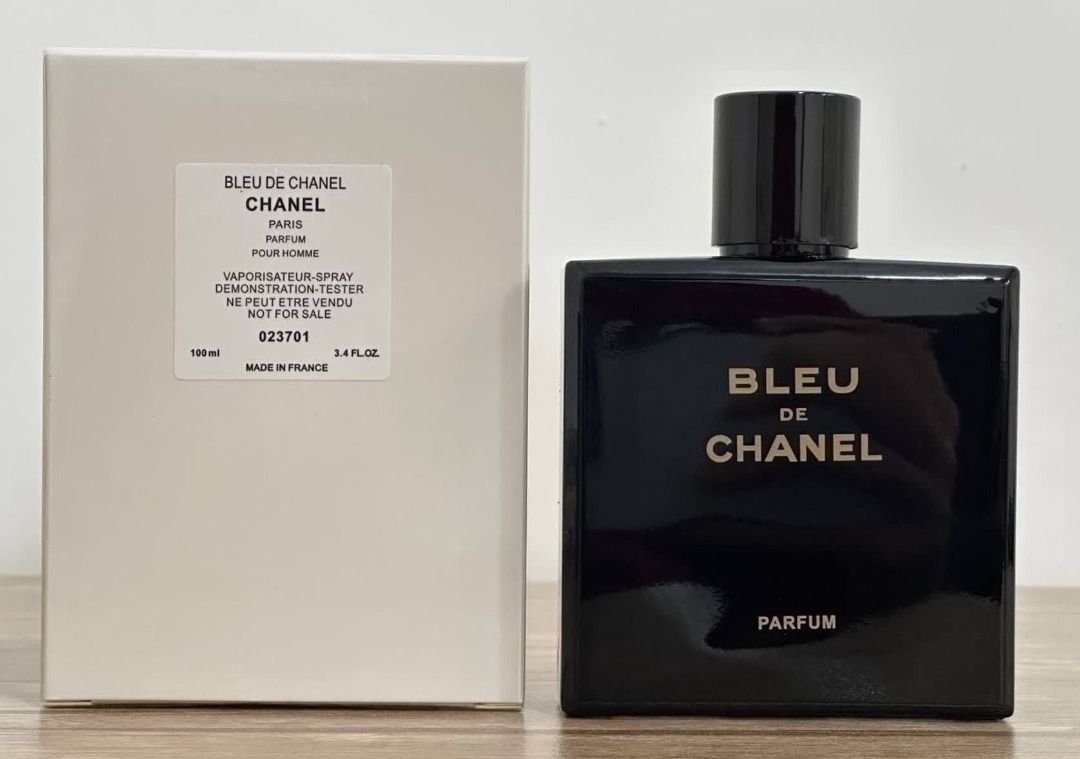 BLEU DE CHANEL
CHANEL
PARIS
PARFUM
POUR HOMME
VAPORISATEUR-SPRAY
DEMONSTRATION-TESTER
NE PEUT ETRE VENDU
NOT FOR SALE
023701
100 ml 3.4 FL.OZ.
MADE IN FRANCE
BLEU
DE
CHANEL
PARFUM